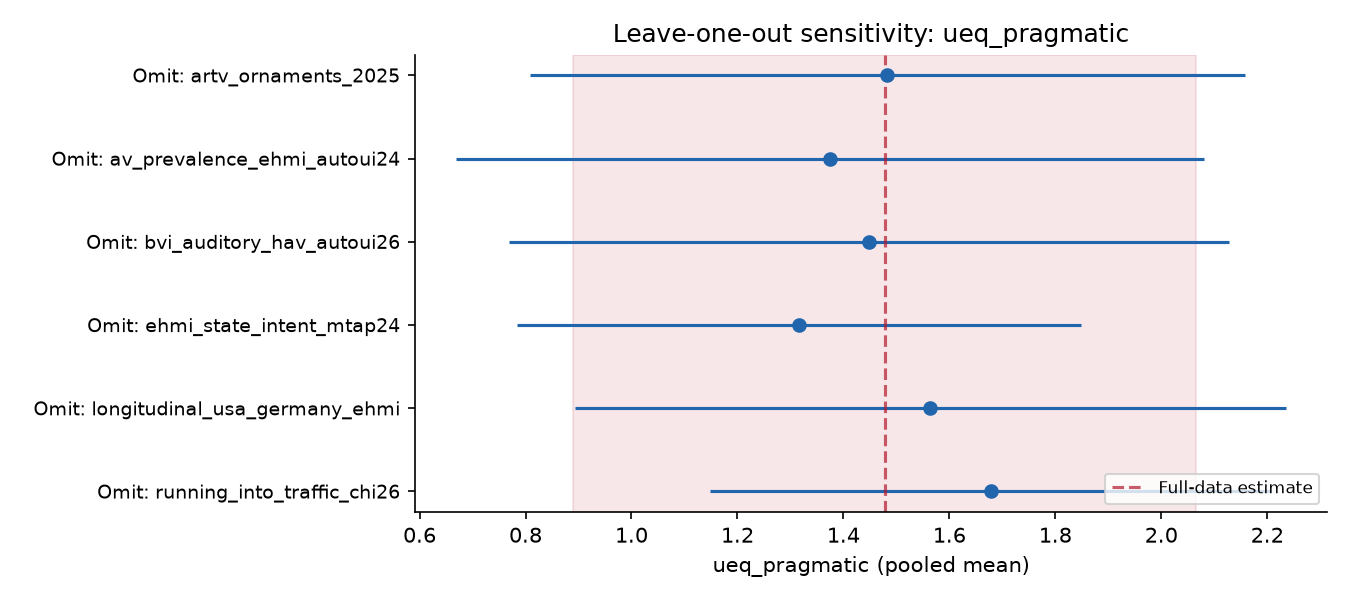 Leave-one-out sensitivity: ueq_pragmatic
Omit: artv_ornaments_2025
Omit: av_prevalence_ehmi_autoui24
Omit: bvi_auditory_hav_autoui26
Omit: ehmi_state_intent_mtap24
Omit: longitudinal_usa_germany_ehmi
Omit: running_into_traffic_chi26
Full-data estimate
0.6 0.8 1.0 1.2 1.4 1.6 1.8 2.0 2.2
ueq_pragmatic (pooled mean)